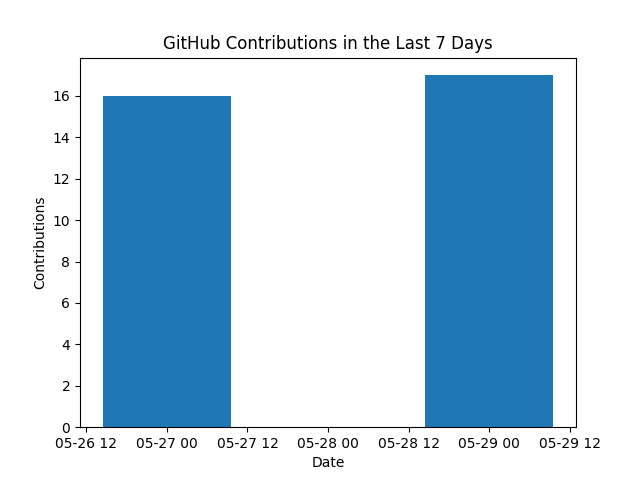 GitHub Contributions in the Last 7 Days
16
14
12
10
8
6
4
2
0
Contributions
05-26 12 05-27 00 05-27 12 05-28 00 05-28 12 05-29 00 05-29 12
Date